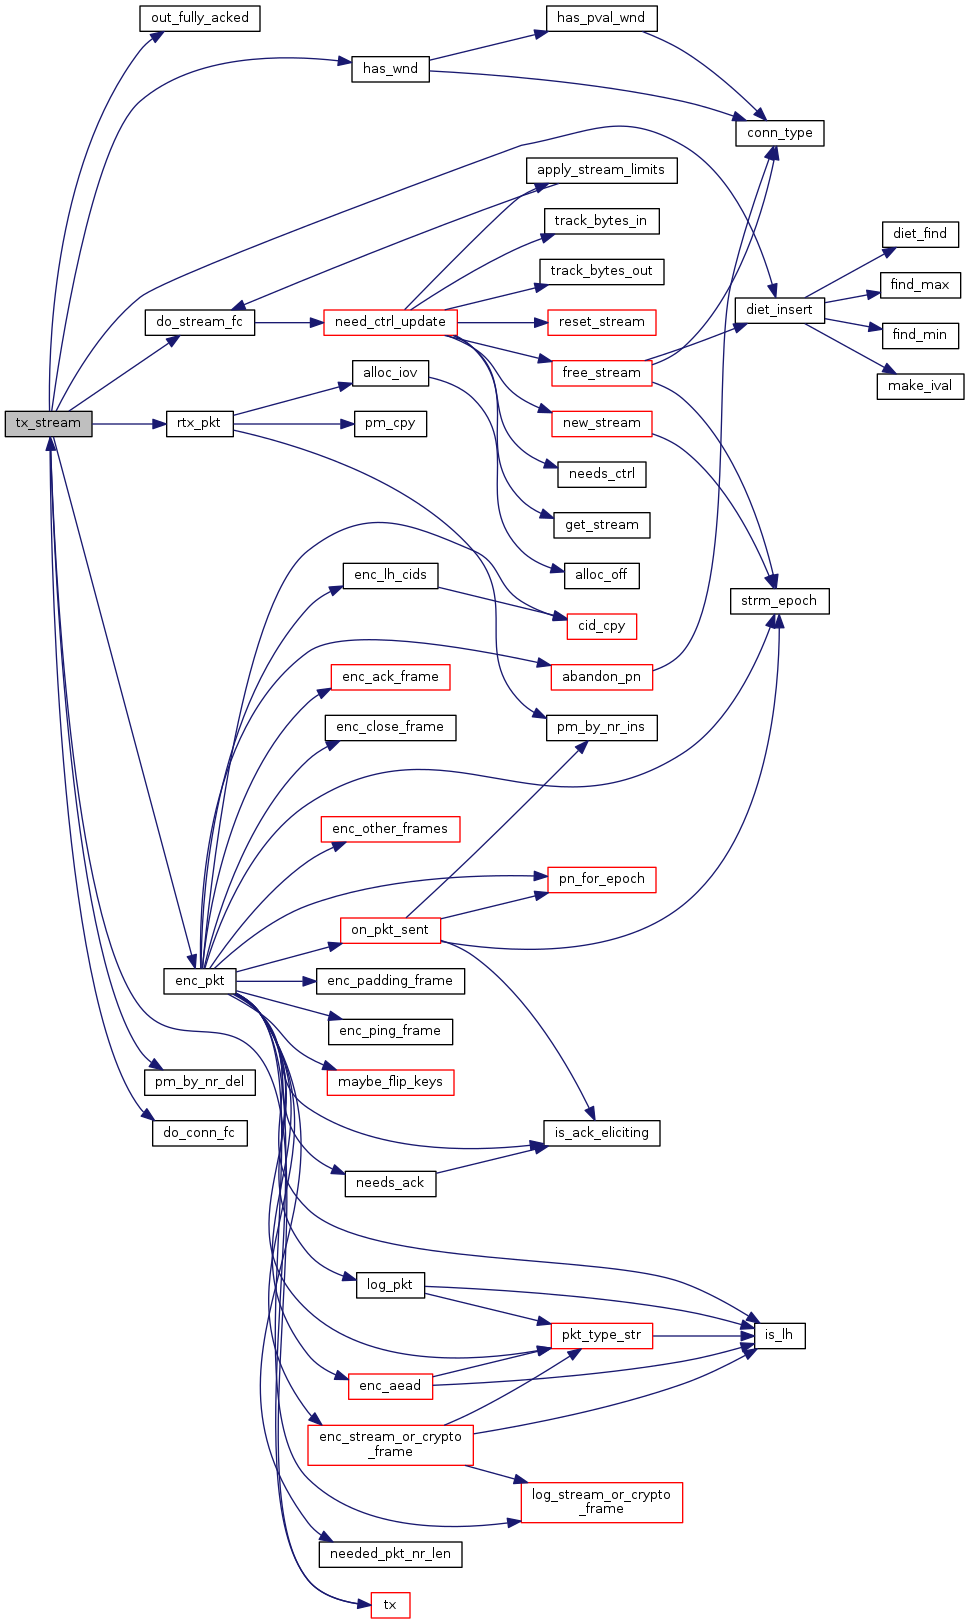 out_fully_acked
has_pval_wnd
has_wnd
conn_type
apply_stream_limits
track_bytes_in
diet_find
track_bytes_out
find_max
do_stream_fc
need_ctrl_update
reset_stream
diet_insert
find_min
alloc_iov
free_stream
make_ival
tx_stream
rtx_pkt
pm_cpy
new_stream
needs_ctrl
get_stream
enc_lh_cids
alloc_off
strm_epoch
cid_cpy
enc_ack_frame
abandon_pn
enc_close_frame
pm_by_nr_ins
enc_other_frames
pn_for_epoch
on_pkt_sent
enc_pkt
enc_padding_frame
enc_ping_frame
pm_by_nr_del
maybe_flip_keys
do_conn_fc
is_ack_eliciting
needs_ack
log_pkt
pkt_type_str
is_lh
enc_aead
enc_stream_or_crypto
_frame
log_stream_or_crypto
_frame
needed_pkt_nr_len
tx